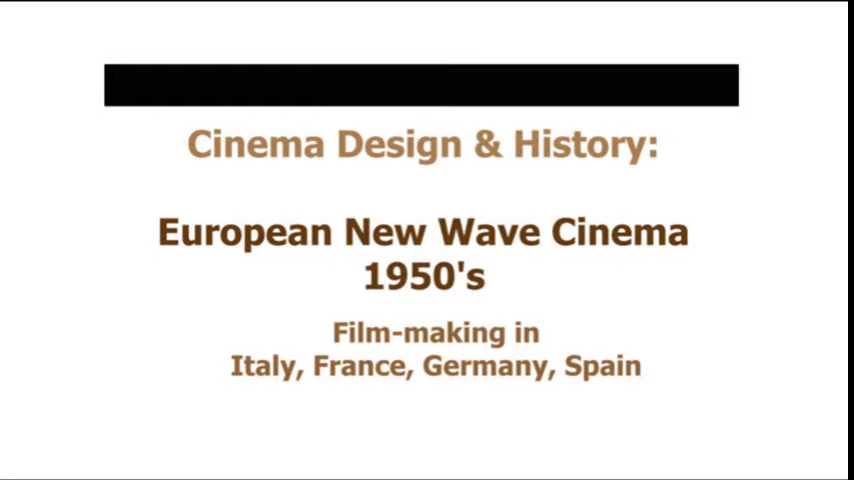 Cinema Design & History:
European New Wave Cinema
1950's
Film-making in
Italy, France, Germany, Spain